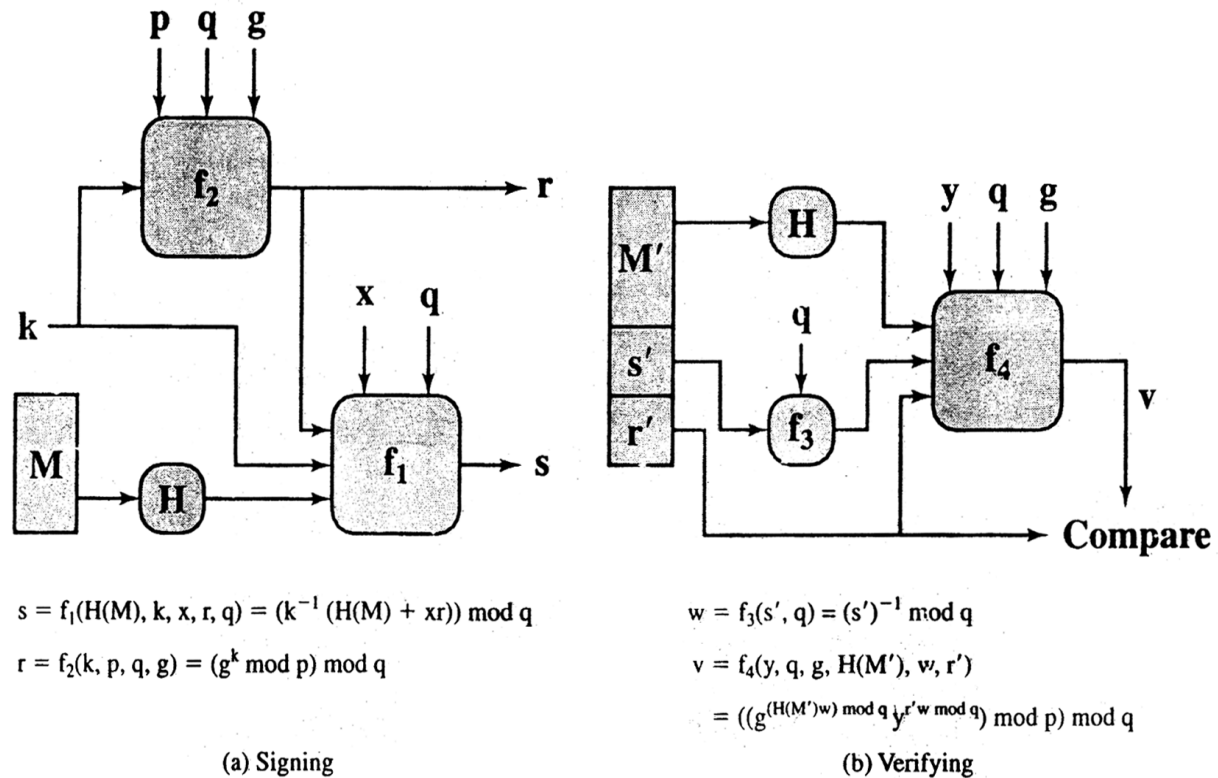 p q g
f₂
r
k
x q
M
H
f₁
s
s = f₁(H(M), k, x, r, q) = (k⁻¹ (H(M) + xr)) mod q
r = f₂(k, p, q, g) = (gᵏ mod p) mod q
(a) Signing
M′
s′
r′
H
q
f₃
y q g
f₄
v
Compare
w = f₃(s′, q) = (s′)⁻¹ mod q
v = f₄(y, q, g, H(M′), w, r′)
= ((g^(H(M′)w) mod q y^r′w mod q) mod p) mod q
(b) Verifying